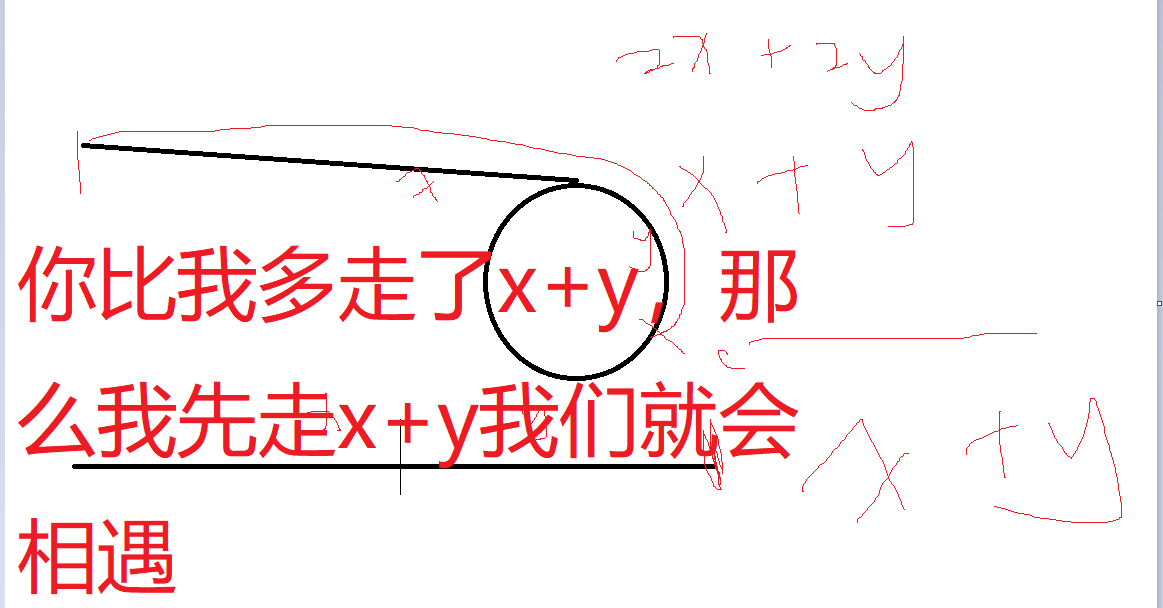 2x + 2y
x + y
x
y
你比我多走了x+y，那
c
么我先走x+y我们就会
x + y
相遇